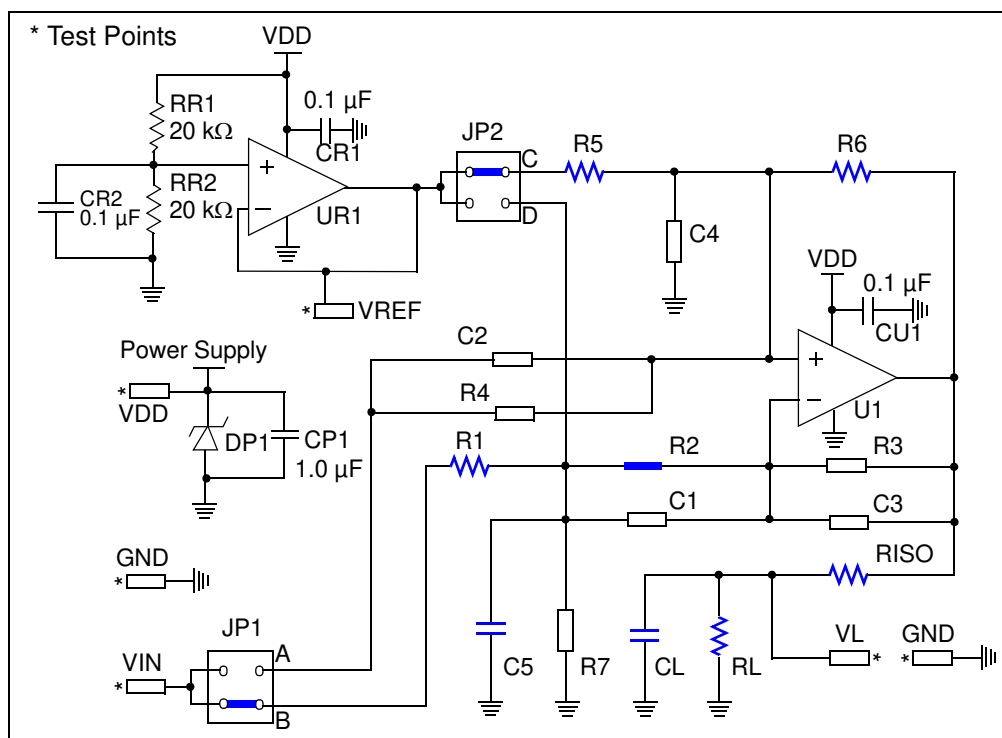 * Test Points
VDD
RR1
20 kΩ
0.1 µF
CR1
JP2
C
R5
R6
CR2
0.1 µF
RR2
20 kΩ
+
−
UR1
D
C4
VDD
0.1 µF
CU1
* VREF
C2
Power Supply
* VDD
R4
+
−
U1
DP1
CP1
1.0 µF
R1
R2
R3
C1
C3
GND
*
RISO
JP1
A
VIN
*
B
C5
R7
CL
RL
VL
*
GND
*